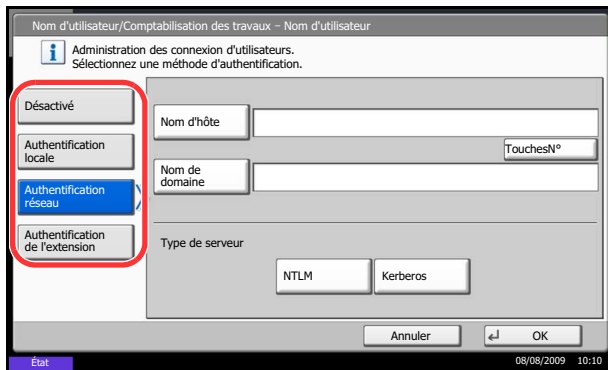 Nom d'utilisateur/Comptabilisation des travaux – Nom d'utilisateur
Administration des connexion d'utilisateurs.
Sélectionnez une méthode d'authentification.
Désactivé
Authentification
locale
Authentification
réseau
Authentification
de l'extension
Nom d'hôte
TouchesN°
Nom de
domaine
Type de serveur
NTLM
Kerberos
Annuler
OK
État
08/08/2009 10:10